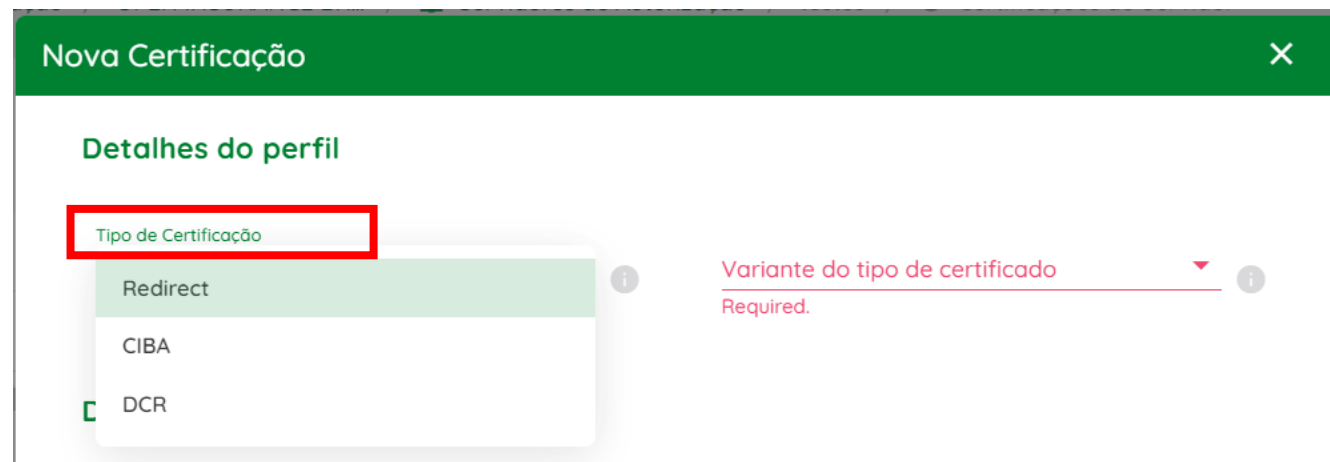 Nova Certificação
Detalhes do perfil
Tipo de Certificação
Redirect
CIBA
DCR
Variante do tipo de certificado
Required.
D